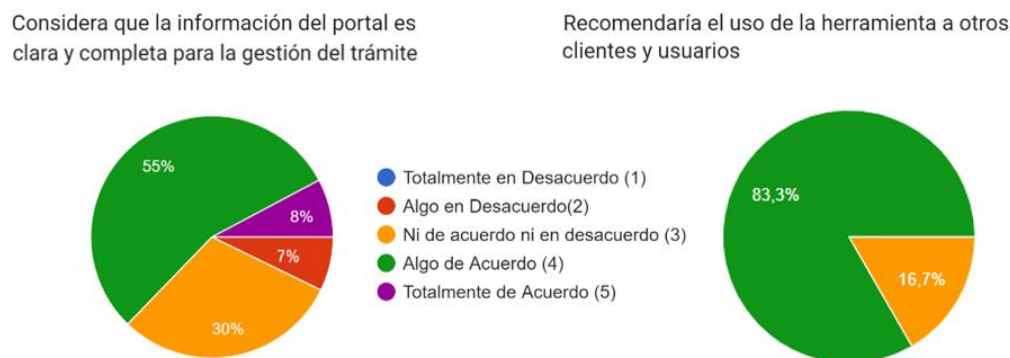 Considera que la información del portal es
clara y completa para la gestión del trámite
Recomendaría el uso de la herramienta a otros
clientes y usuarios
55%
8%
7%
30%
Totalmente en Desacuerdo (1)
Algo en Desacuerdo(2)
Ni de acuerdo ni en desacuerdo (3)
Algo de Acuerdo (4)
Totalmente de Acuerdo (5)
83,3%
16,7%